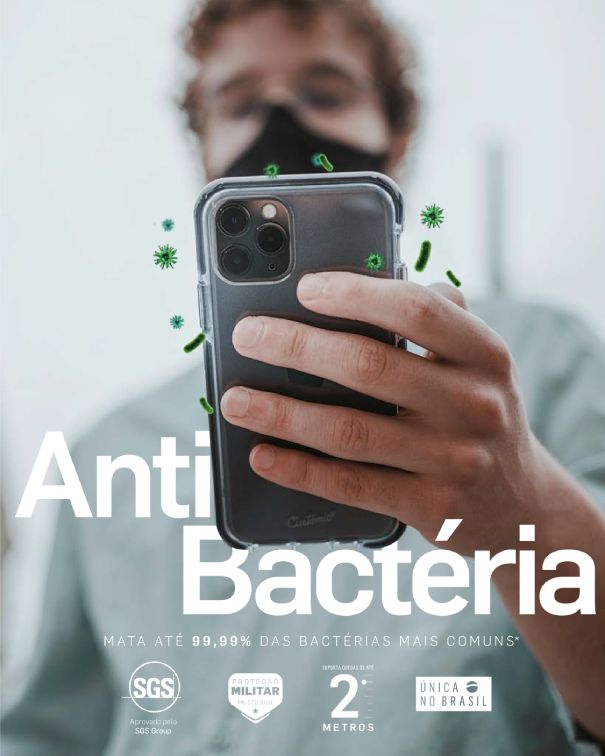 Anti
Bactéria
Customic
MATA ATÉ 99,99% DAS BACTÉRIAS MAIS COMUNS*
SGS
Aprovado pelo
SGS Group
PROTEÇÃO
MILITAR
MIL-STD 810G
SUPORTA QUEDAS DE ATÉ
2
METROS
ÚNICA
NO BRASIL